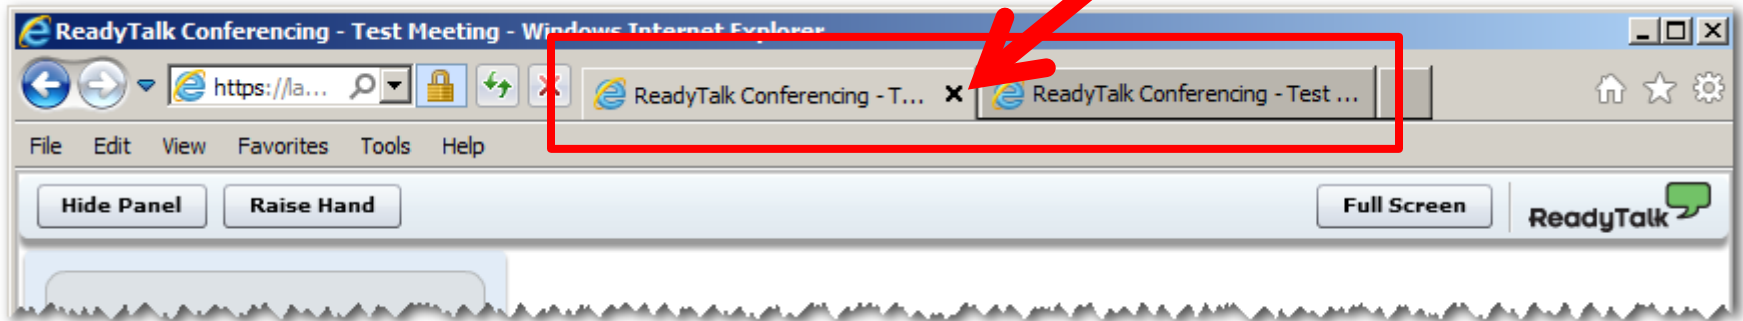 ReadyTalk Conferencing - Test Meeting - Windows Internet Explorer
https://la...
ReadyTalk Conferencing - T...
ReadyTalk Conferencing - Test ...
File Edit View Favorites Tools Help
Hide Panel
Raise Hand
Full Screen
ReadyTalk